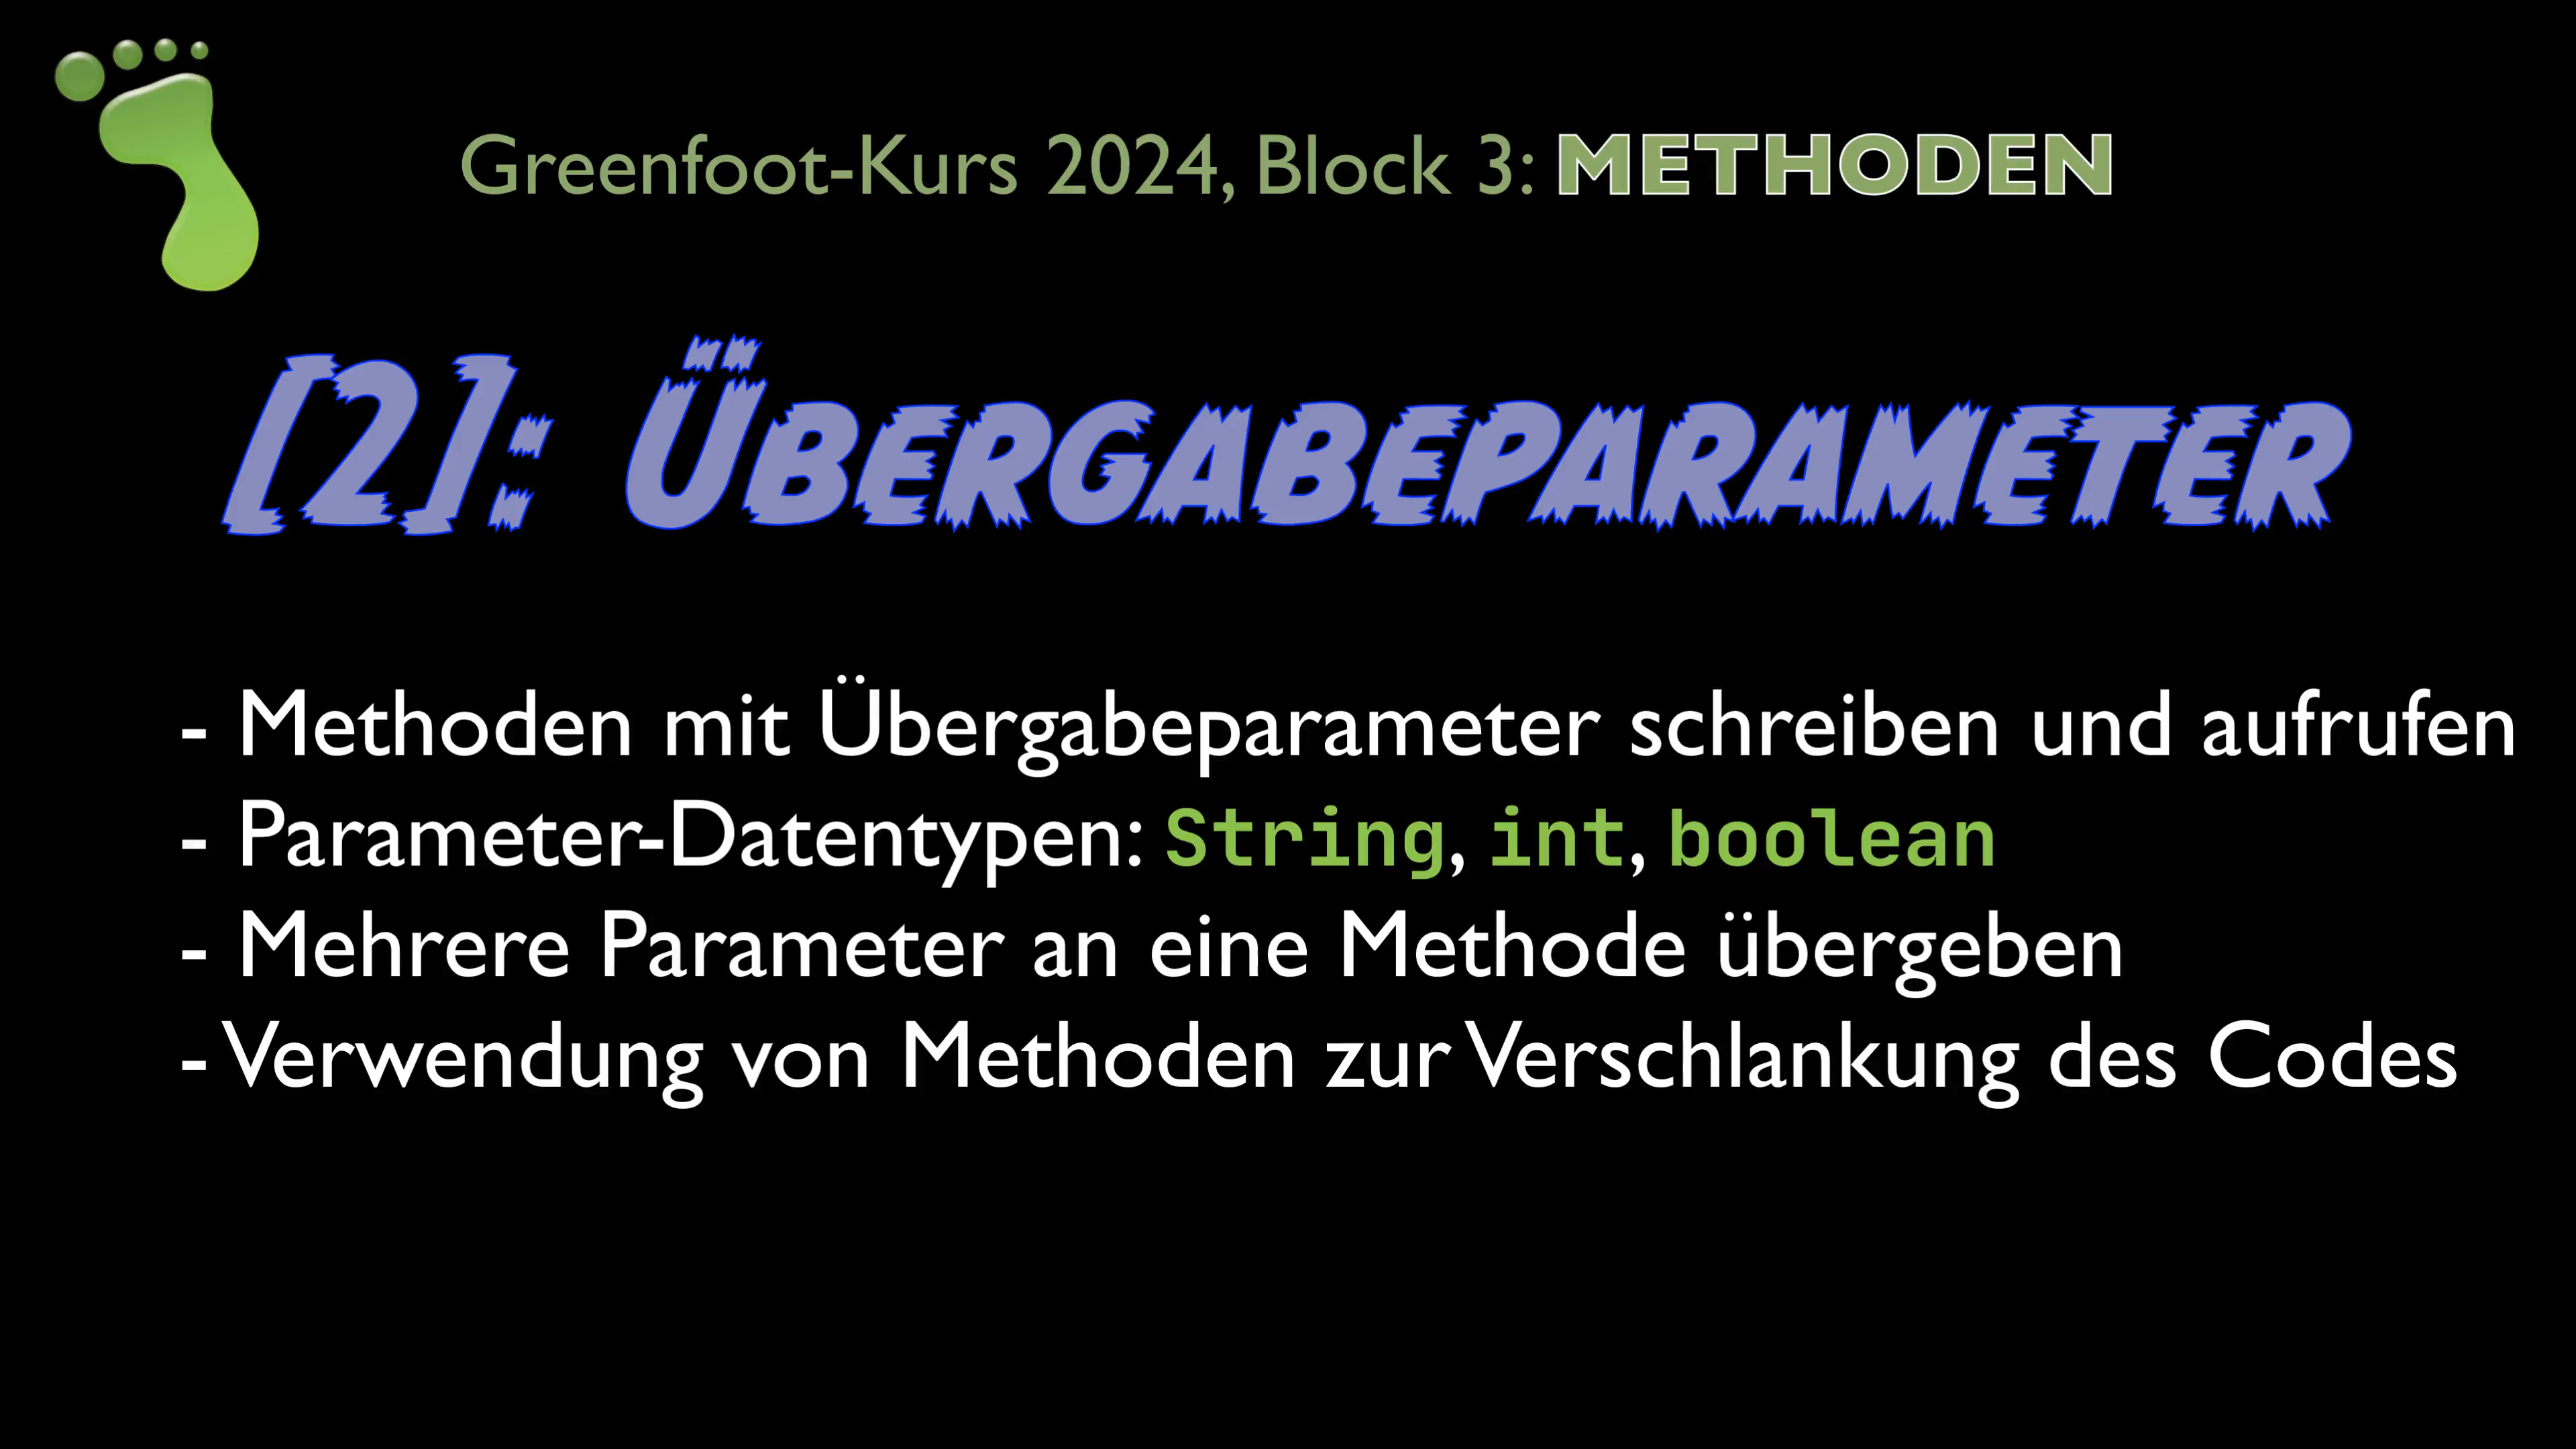 Greenfoot-Kurs 2024, Block 3: METHODEN
[2]: ÜBERGABEPARAMETER
- Methoden mit Übergabeparameter schreiben und aufrufen
- Parameter-Datentypen: String, int, boolean
- Mehrere Parameter an eine Methode übergeben
- Verwendung von Methoden zur Verschlankung des Codes